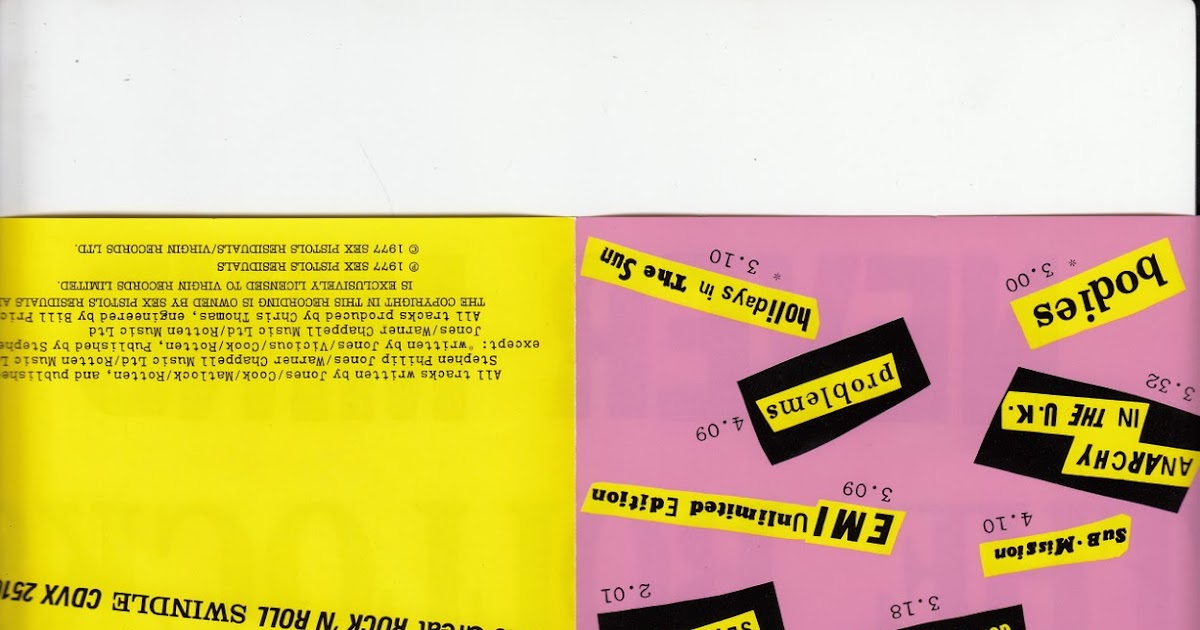 3.18
2.01
SuB·Mission
4.10
EMI Unlimited Edition
3.09
ANARCHY
IN THE U.K.
3.32
problems
4.09
bodies
* 3.00
holidays in The Sun
* 3.10
Great ROCK 'N ROLL SWINDLE CDVX
All tracks written by Jones/Cook/Matlock/Rotten, and
Stephen Philip Jones/Warner Chappell Music Ltd/Rotten Music
except: *written by Jones/Vicious/Cook/Rotten, Published by
Jones/Warner Chappell Music Ltd/Rotten Music Ltd
All tracks produced by Chris Thomas, engineered by Bill
THE COPYRIGHT IN THIS RECORDING IS OWNED BY SEX PISTOLS RESIDUALS
IS EXCLUSIVELY LICENSED TO VIRGIN RECORDS LIMITED.
℗ 1977 SEX PISTOLS RESIDUALS
© 1977 SEX PISTOLS RESIDUALS/VIRGIN RECORDS LTD.